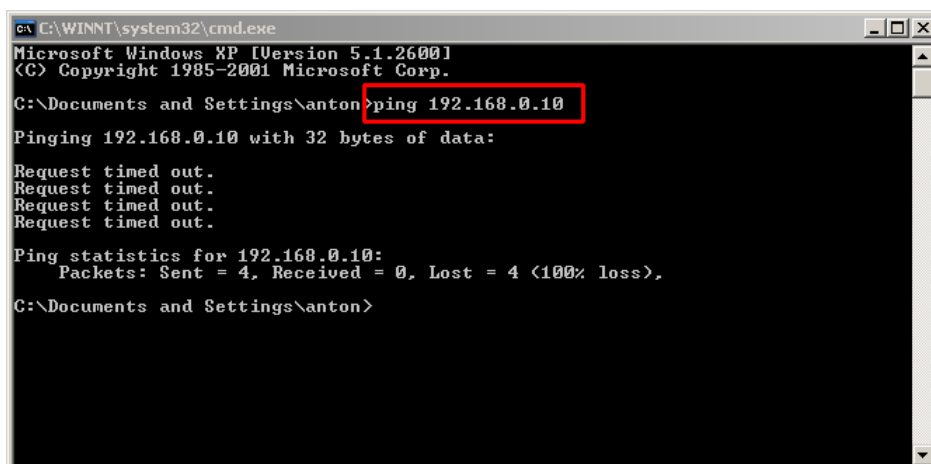 C:\WINNT\system32\cmd.exe
Microsoft Windows XP [Version 5.1.2600]
(C) Copyright 1985-2001 Microsoft Corp.
C:\Documents and Settings\anton>ping 192.168.0.10
Pinging 192.168.0.10 with 32 bytes of data:
Request timed out.
Request timed out.
Request timed out.
Request timed out.
Ping statistics for 192.168.0.10:
Packets: Sent = 4, Received = 0, Lost = 4 (100% loss),
C:\Documents and Settings\anton>